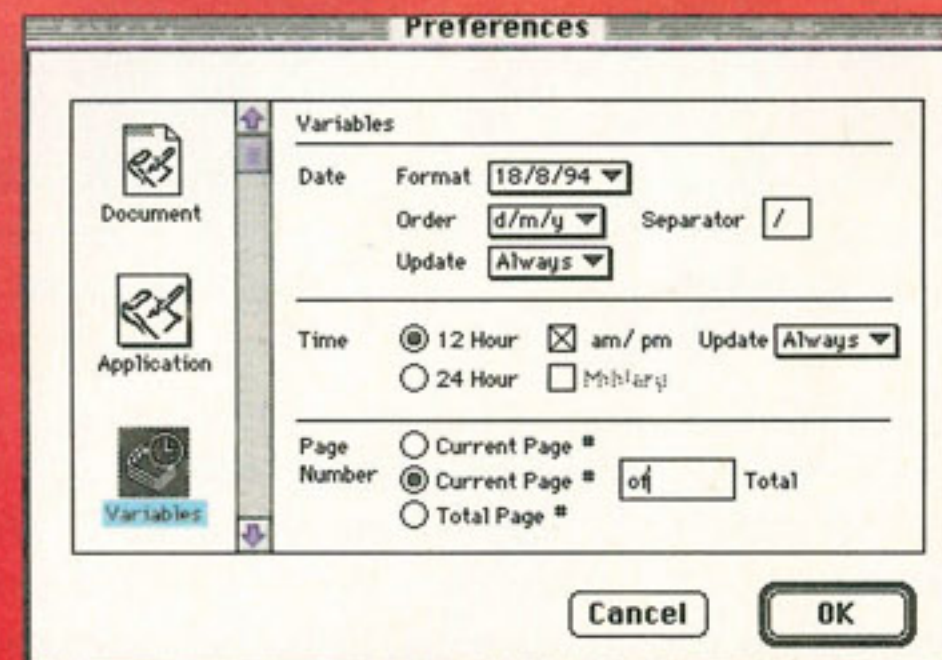 Preferences
Document
Application
Variables
Variables
Date Format 18/8/94
Order d/m/y Separator /
Update Always
Time 12 Hour am/pm Update Always
24 Hour Military
Page Number Current Page #
Current Page # of Total
Total Page #
Cancel OK